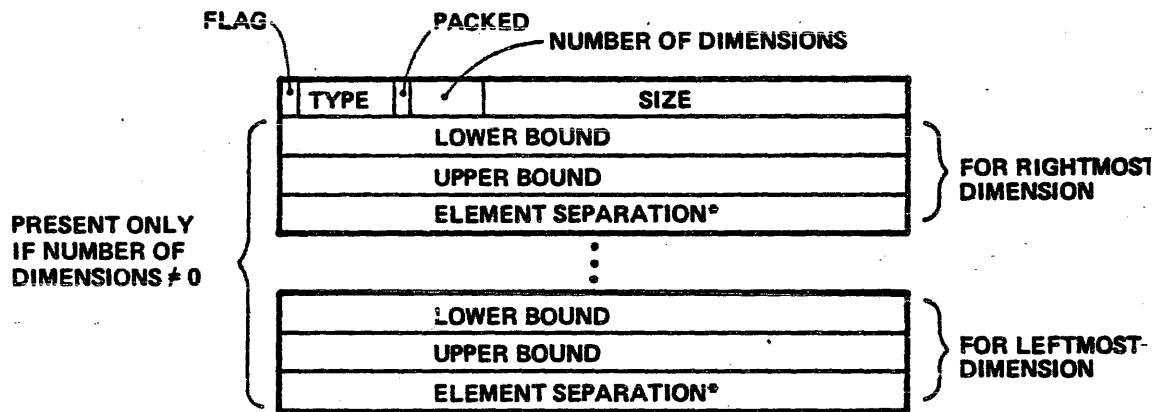 FLAG
PACKED
NUMBER OF DIMENSIONS
TYPE
SIZE
LOWER BOUND
UPPER BOUND
ELEMENT SEPARATION*
FOR RIGHTMOST
DIMENSION
PRESENT ONLY
IF NUMBER OF
DIMENSIONS ≠ 0
LOWER BOUND
UPPER BOUND
ELEMENT SEPARATION*
FOR LEFTMOST
DIMENSION